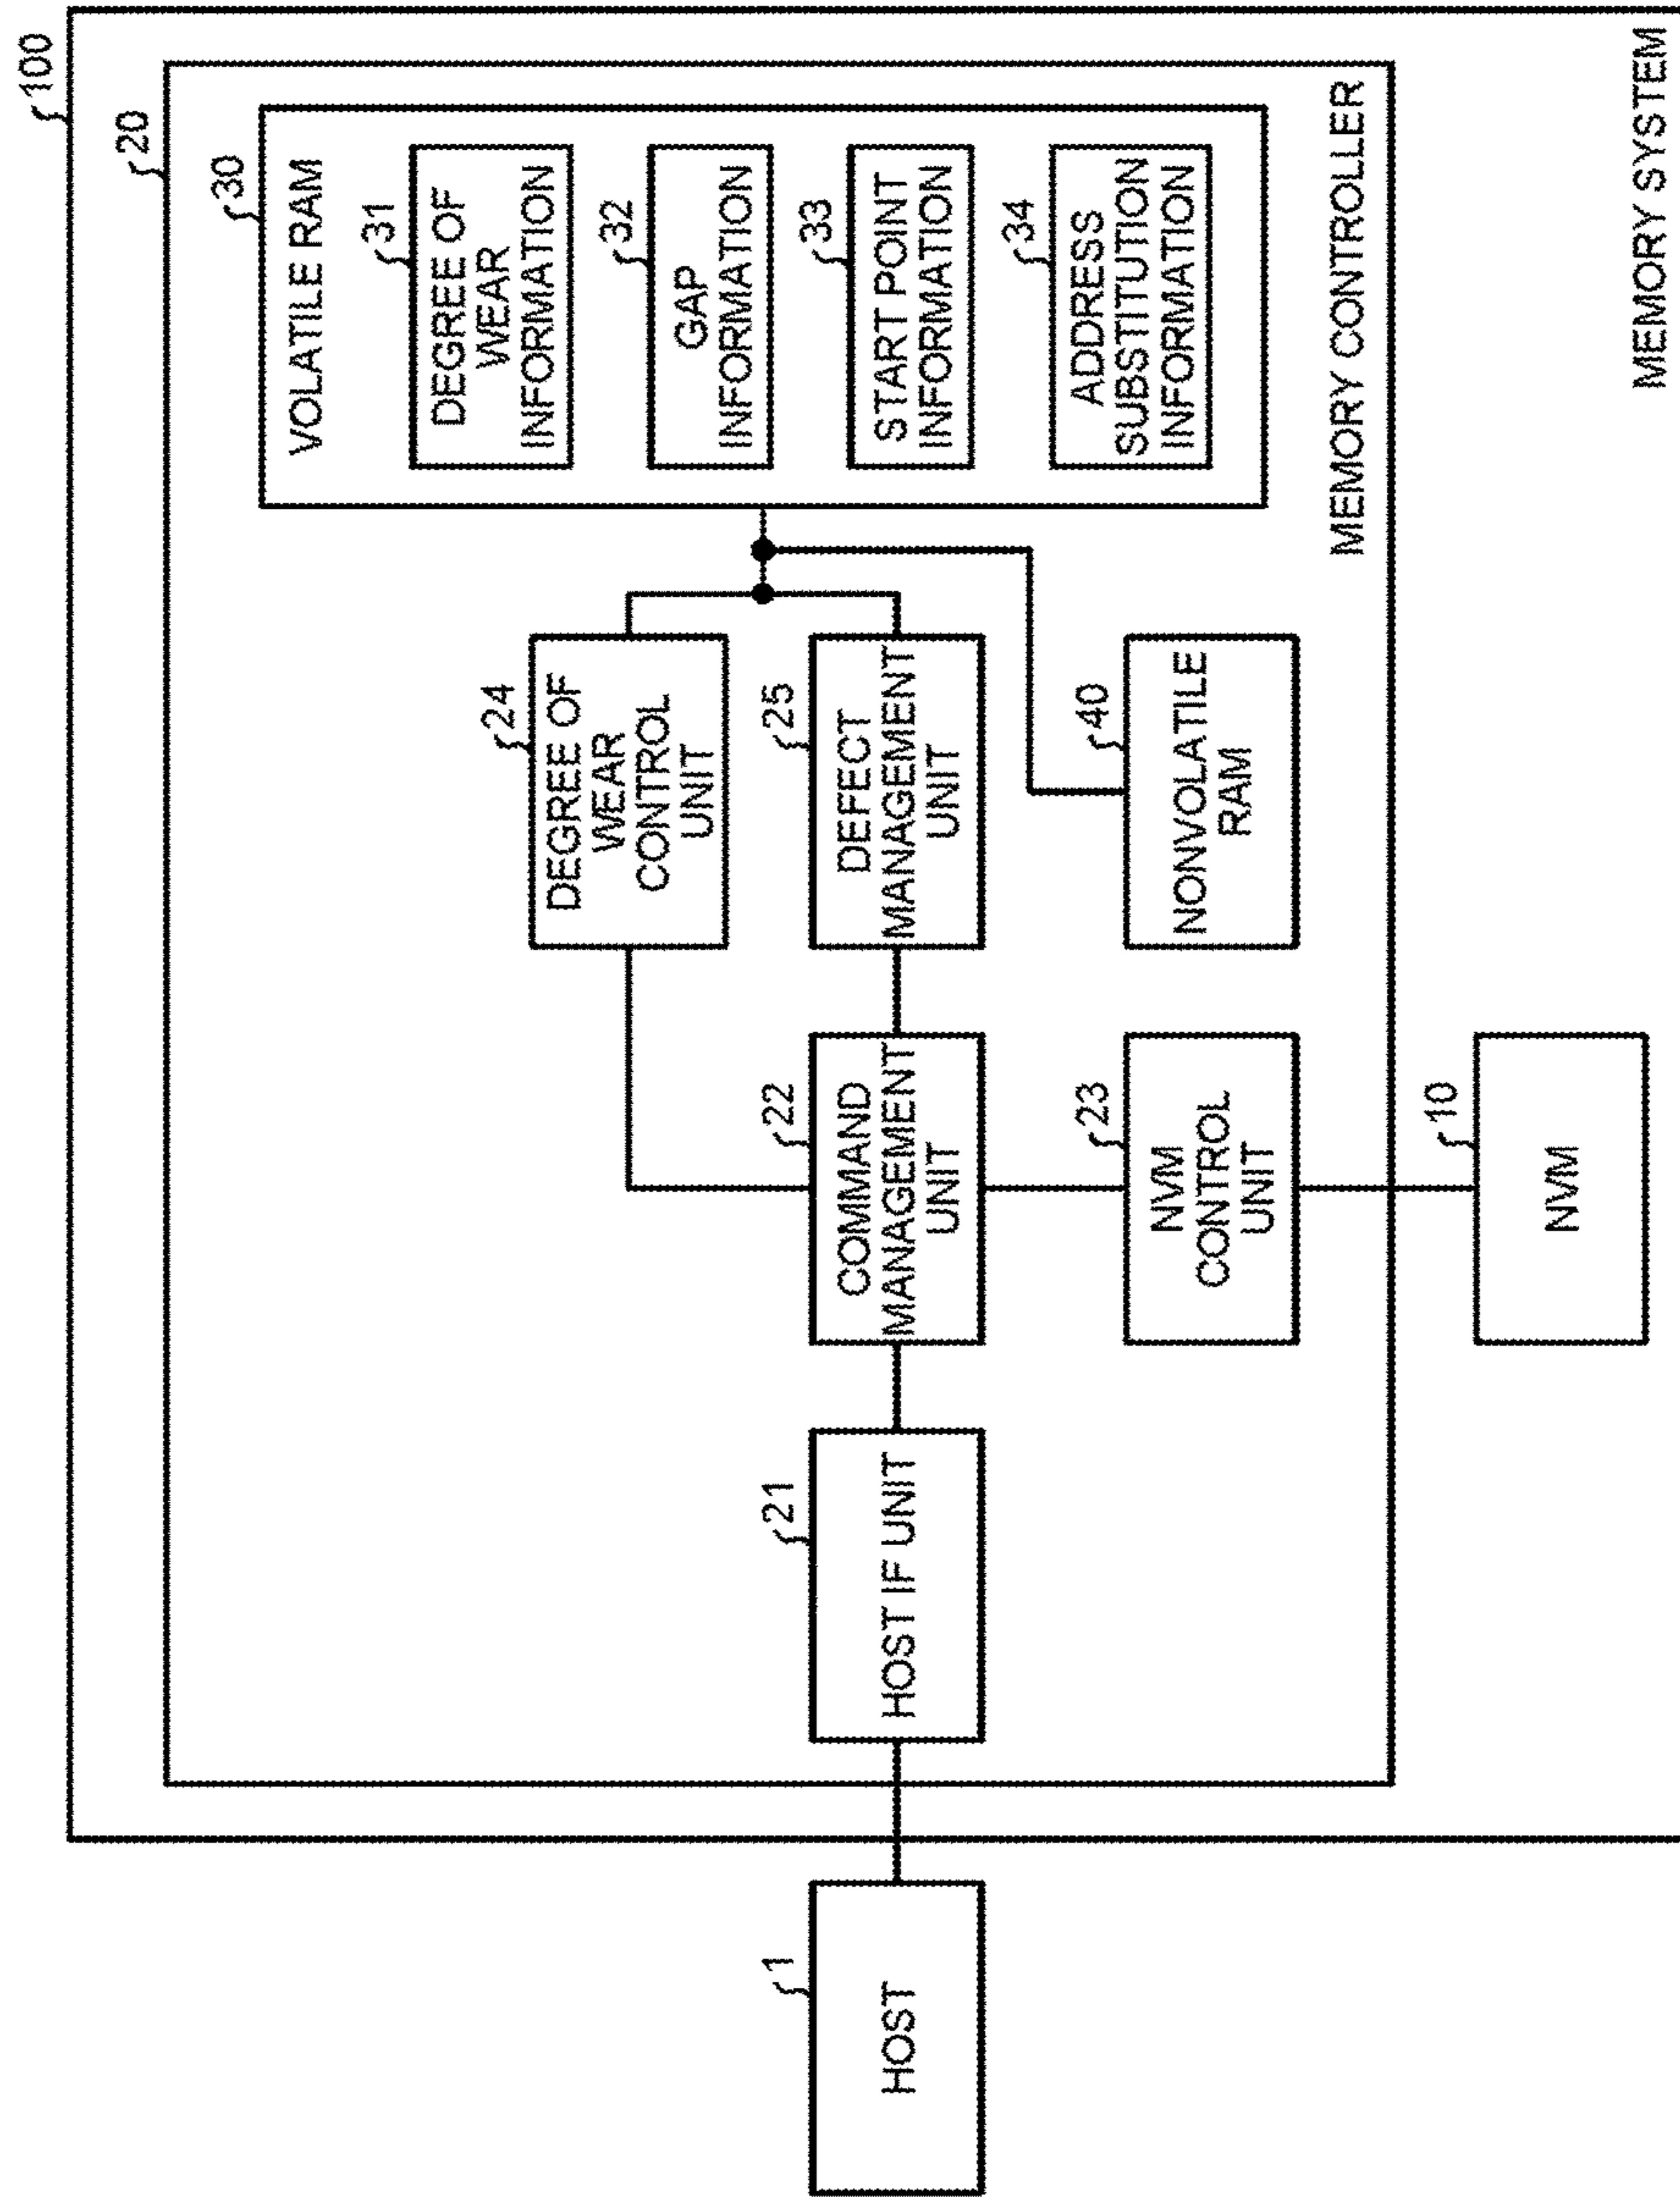 100
20
30
VOLATILE RAM
31
DEGREE OF
WEAR
INFORMATION
32
GAP
INFORMATION
33
START POINT
INFORMATION
34
ADDRESS
SUBSTITUTION
INFORMATION
24
DEGREE OF
WEAR
CONTROL
UNIT
1
HOST
21
HOST IF UNIT
22
COMMAND
MANAGEMENT
UNIT
25
DEFECT
MANAGEMENT
UNIT
23
NVM
CONTROL
UNIT
40
NONVOLATILE
RAM
MEMORY CONTROLLER
10
NVM
MEMORY SYSTEM